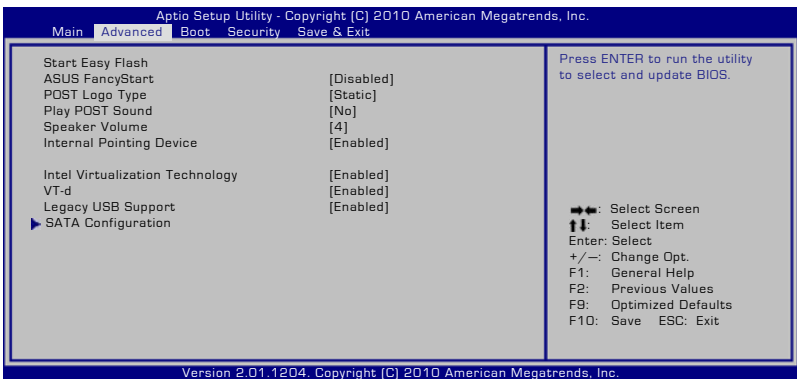 Aptio Setup Utility - Copyright (C) 2010 American Megatrends, Inc.
Main Advanced Boot Security Save & Exit
Start Easy Flash
ASUS FancyStart [Disabled]
POST Logo Type [Static]
Play POST Sound [No]
Speaker Volume [4]
Internal Pointing Device [Enabled]
Intel Virtualization Technology [Enabled]
VT-d [Enabled]
Legacy USB Support [Enabled]
SATA Configuration
Press ENTER to run the utility
to select and update BIOS.
→←: Select Screen
↑↓: Select Item
Enter: Select
+/—: Change Opt.
F1: General Help
F2: Previous Values
F9: Optimized Defaults
F10: Save ESC: Exit
Version 2.01.1204. Copyright (C) 2010 American Megatrends, Inc.